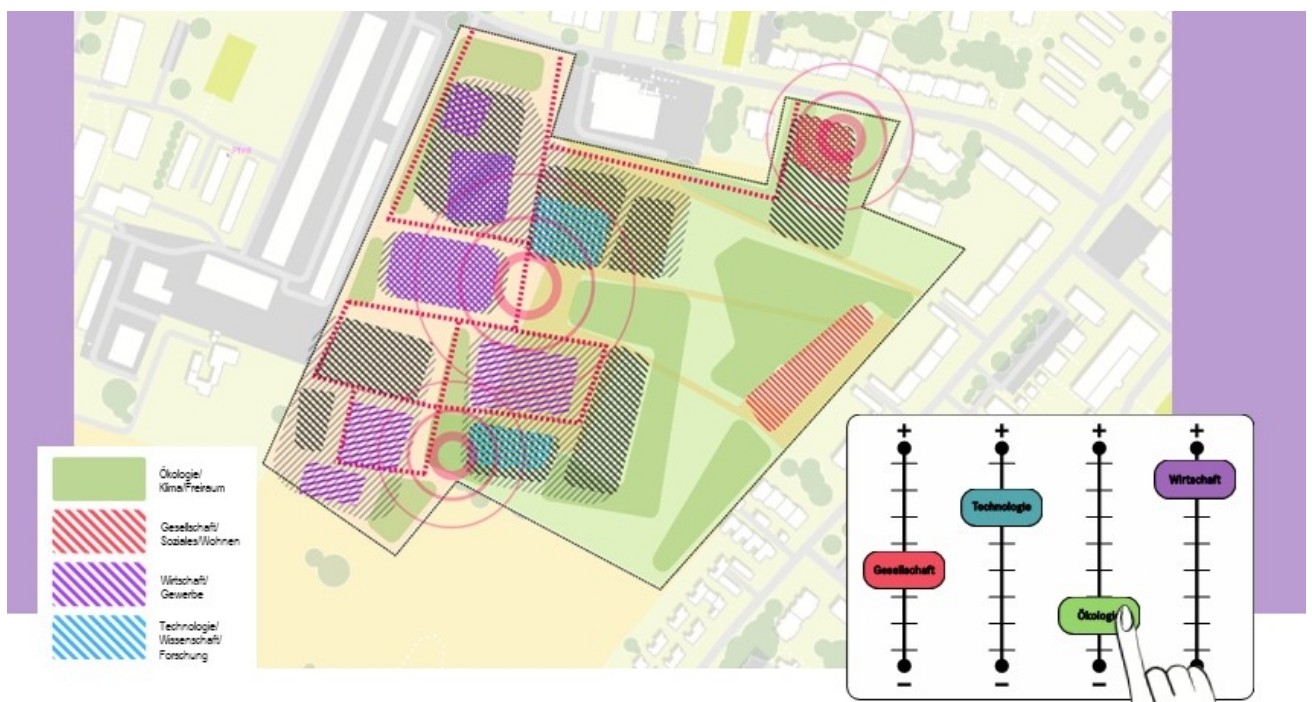 Ökologie/
Klima/Freiraum
Gesellschaft/
Soziales/Wohnen
Wirtschaft/
Gewerbe
Technologie/
Wissenschaft/
Forschung
+ + + +
Wirtschaft
Technologie
Gesellschaft
Ökologie
− − −